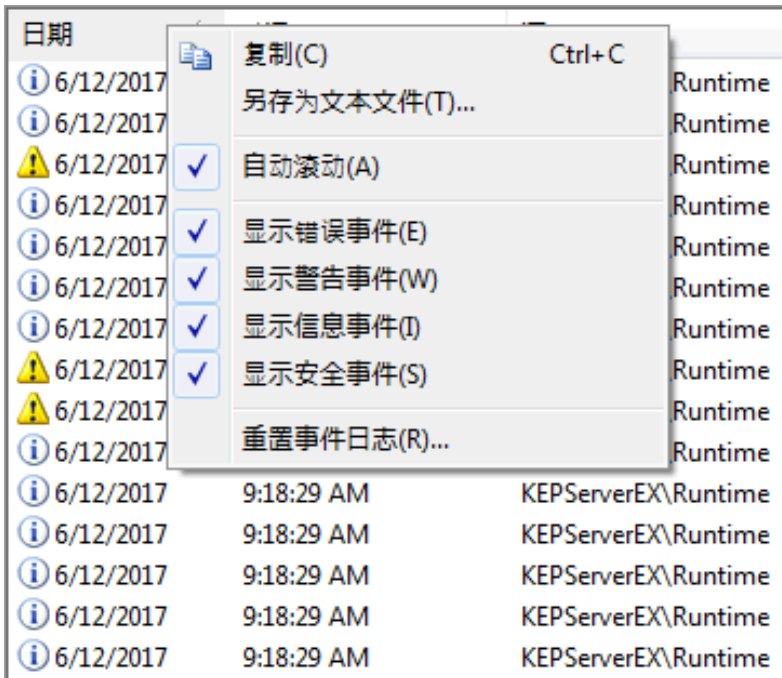 日期
复制(C) Ctrl+C
6/12/2017 Runtime
另存为文本文件(T)...
6/12/2017 Runtime
6/12/2017 自动滚动(A) Runtime
6/12/2017 Runtime
6/12/2017 显示错误事件(E) Runtime
6/12/2017 显示警告事件(W) Runtime
6/12/2017 显示信息事件(I) Runtime
6/12/2017 显示安全事件(S) Runtime
6/12/2017 Runtime
6/12/2017 重置事件日志(R)... Runtime
6/12/2017 9:18:29 AM KEPServerEX\Runtime
6/12/2017 9:18:29 AM KEPServerEX\Runtime
6/12/2017 9:18:29 AM KEPServerEX\Runtime
6/12/2017 9:18:29 AM KEPServerEX\Runtime
6/12/2017 9:18:29 AM KEPServerEX\Runtime